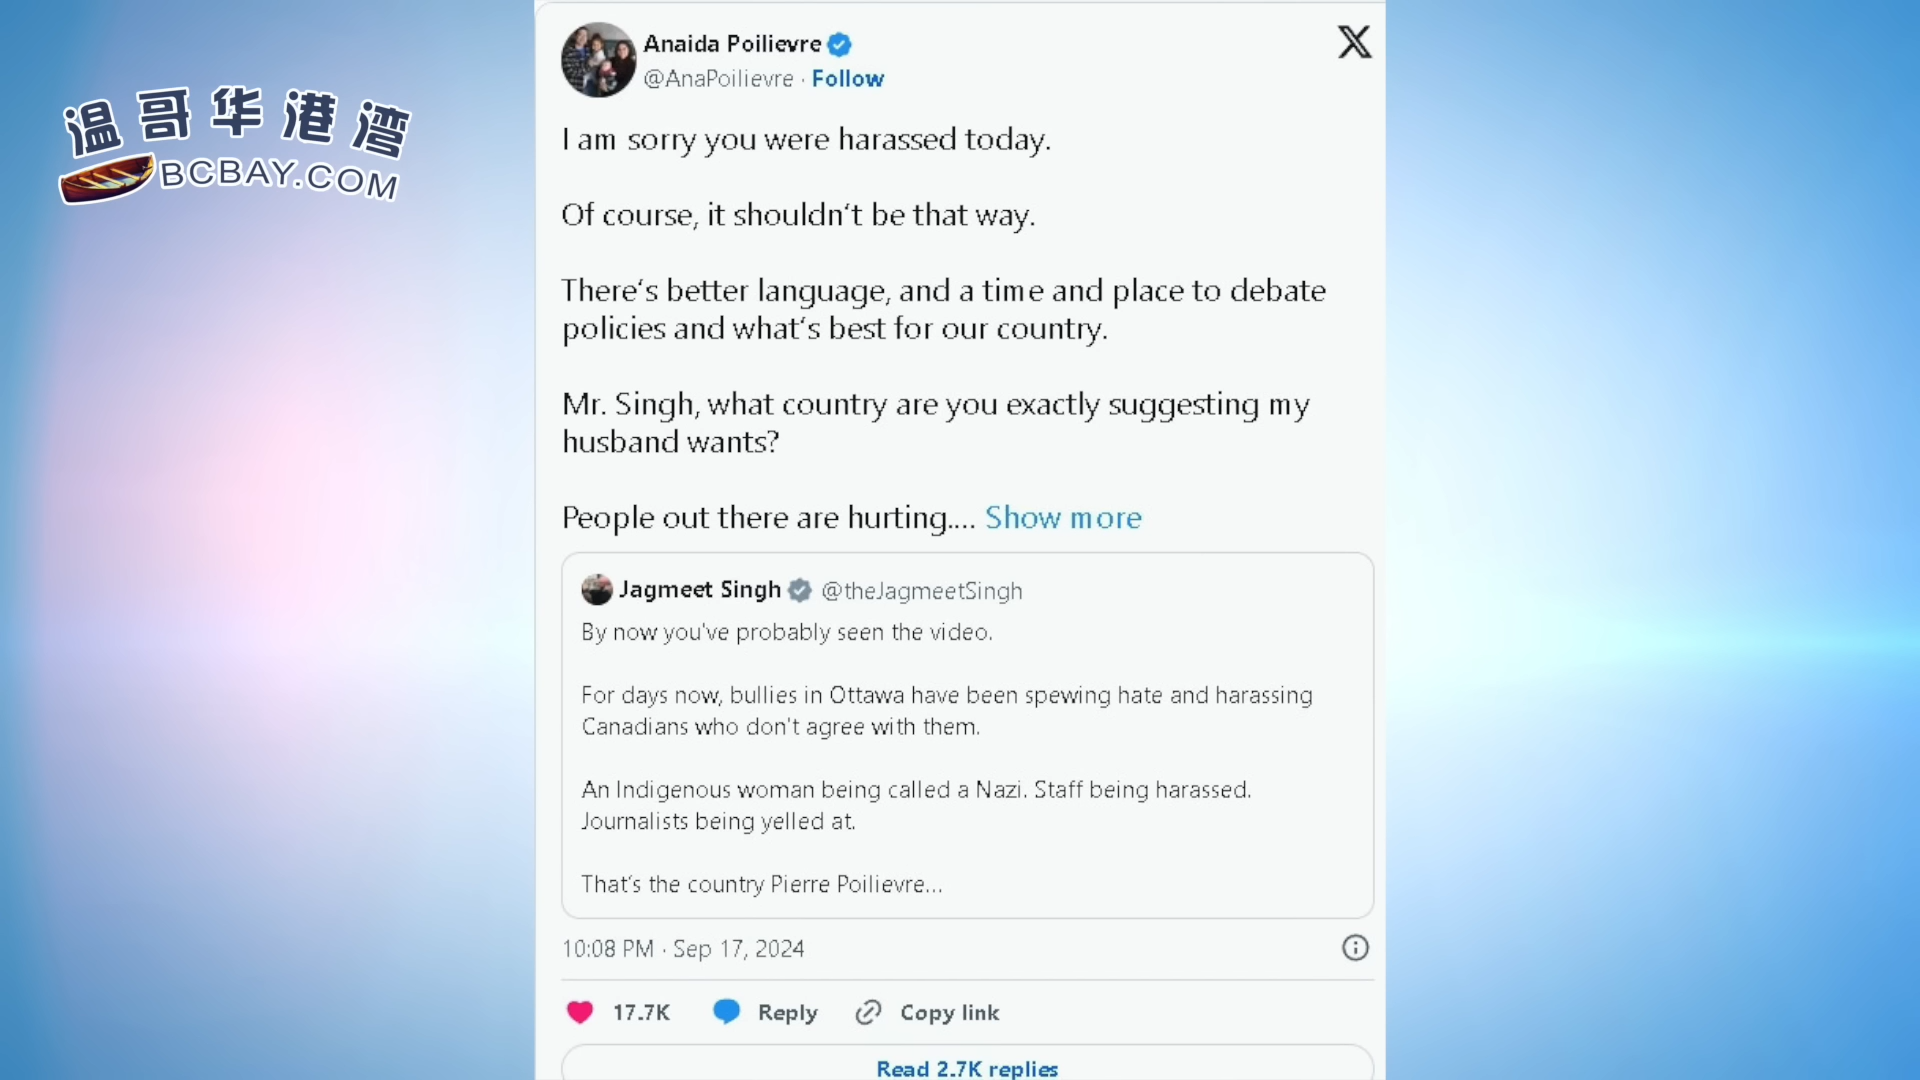 温哥华港湾
BCBAY.COM
Anaida Poilievre
@AnaPoilievre · Follow
I am sorry you were harassed today.
Of course, it shouldn‘t be that way.
There‘s better language, and a time and place to debate
policies and what‘s best for our country.
Mr. Singh, what country are you exactly suggesting my
husband wants?
People out there are hurting.... Show more
Jagmeet Singh @theJagmeetSingh
By now you've probably seen the video.
For days now, bullies in Ottawa have been spewing hate and harassing
Canadians who don't agree with them.
An Indigenous woman being called a Nazi. Staff being harassed.
Journalists being yelled at.
That‘s the country Pierre Poilievre...
10:08 PM · Sep 17, 2024
17.7K Reply Copy link
Read 2.7K replies